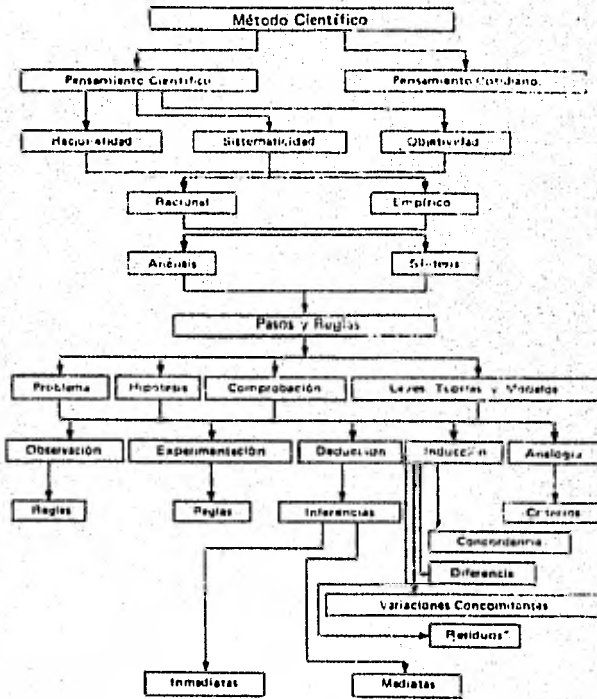 Método Científico
Pensamiento Científico
Pensamiento Cotidiano.
Racionalidad
Sistematicidad
Objetividad
Racional
Empírico
Análisis
Síntesis
Pasos y Reglas
Problema
Hipótesis
Comprobación
Leyes, Teorías y Modelos
Observación
Experimentación
Deducción
Inducción
Analogía
Reglas
Reglas
Inferencias
Criterios
Concordancia
Diferencia
Variaciones Concomitantes
Residuos"
Inmediatas
Mediatas